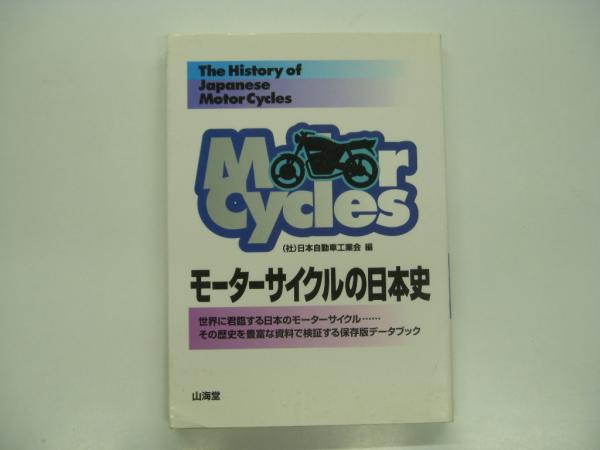 The History of
Japanese
MotorCycles
Motor
Cycles
(社)日本自動車工業会 編
モーターサイクルの日本史
世界に君臨する日本のモーターサイクル……
その歴史を豊富な資料で検証する保存版データブック
山海堂